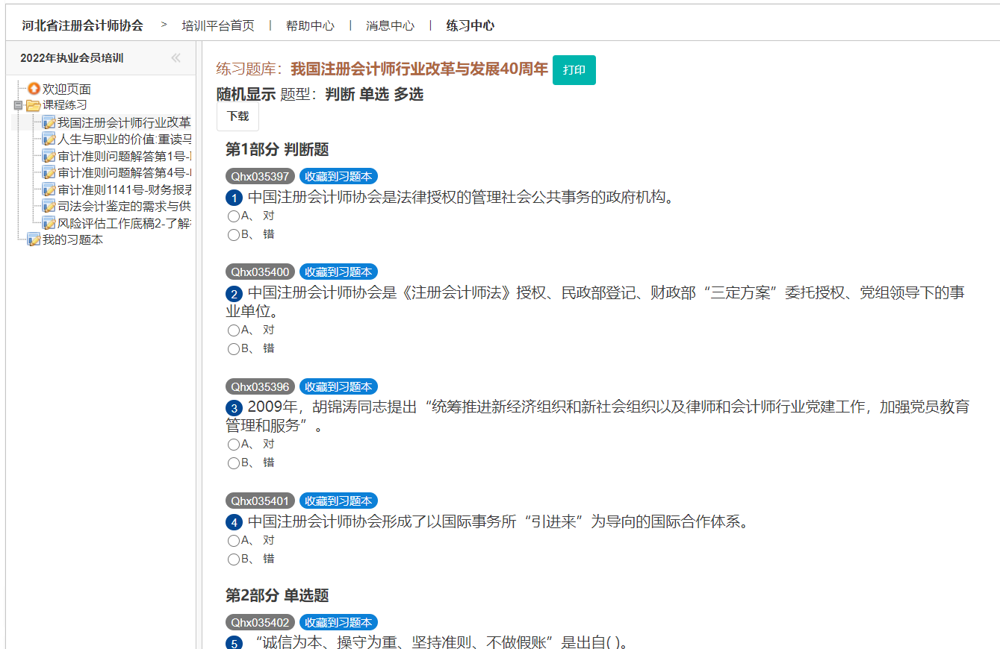 河北省注册会计师协会 > 培训平台首页 | 帮助中心 | 消息中心 | 练习中心
2022年执业会员培训
欢迎页面
课程练习
我国注册会计师行业改革
人生与职业的价值:重读马
审计准则问题解答第1号-
审计准则问题解答第4号-
审计准则1141号-财务报表
司法会计鉴定的需求与供
风险评估工作底稿2-了解
我的习题本
练习题库：我国注册会计师行业改革与发展40周年 打印
随机显示 题型：判断 单选 多选
下载
第1部分 判断题
Qhx035397 收藏到习题本
1 中国注册会计师协会是法律授权的管理社会公共事务的政府机构。
A、 对
B、 错
Qhx035400 收藏到习题本
2 中国注册会计师协会是《注册会计师法》授权、民政部登记、财政部“三定方案”委托授权、党组领导下的事
业单位。
A、 对
B、 错
Qhx035396 收藏到习题本
3 2009年，胡锦涛同志提出“统筹推进新经济组织和新社会组织以及律师和会计师行业党建工作，加强党员教育
管理和服务”。
A、 对
B、 错
Qhx035401 收藏到习题本
4 中国注册会计师协会形成了以国际事务所“引进来”为导向的国际合作体系。
A、 对
B、 错
第2部分 单选题
Qhx035402 收藏到习题本
5 “诚信为本、操守为重、坚持准则、不做假账”是出自( )。